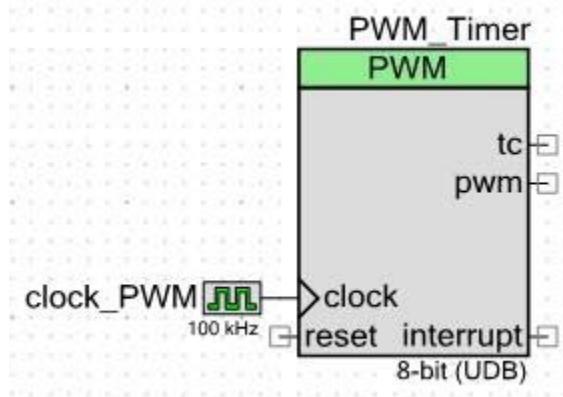 PWM_Timer
PWM
tc
pwm
clock_PWM
clock
100 kHz
reset interrupt
8-bit (UDB)